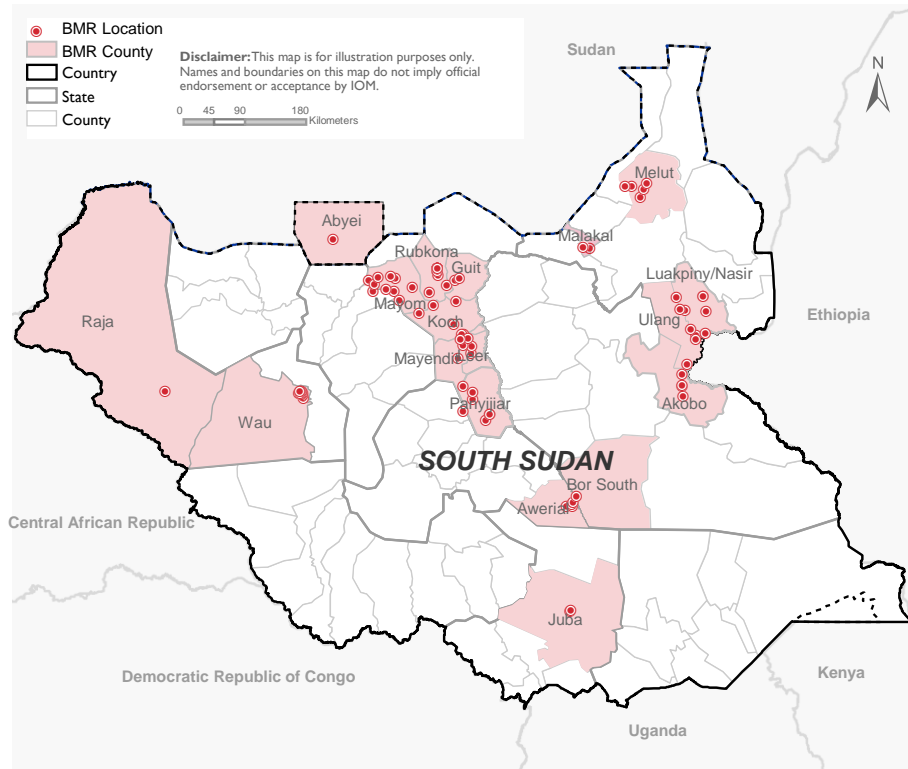 BMR Location
BMR County
Country
State
County
Disclaimer: This map is for illustration purposes only.
Names and boundaries on this map do not imply official
endorsement or acceptance by IOM.
0 45 90 180
Kilometers
Sudan
N
Melut
Abyei
Malakal
Rubkona
Guit
Luakpiny/Nasir
Mayom
Raja
Koch
Ulang
Ethiopia
Mayendit
Leer
Panyijiar
Akobo
Wau
SOUTH SUDAN
Bor South
Awerial
Central African Republic
Juba
Democratic Republic of Congo
Kenya
Uganda